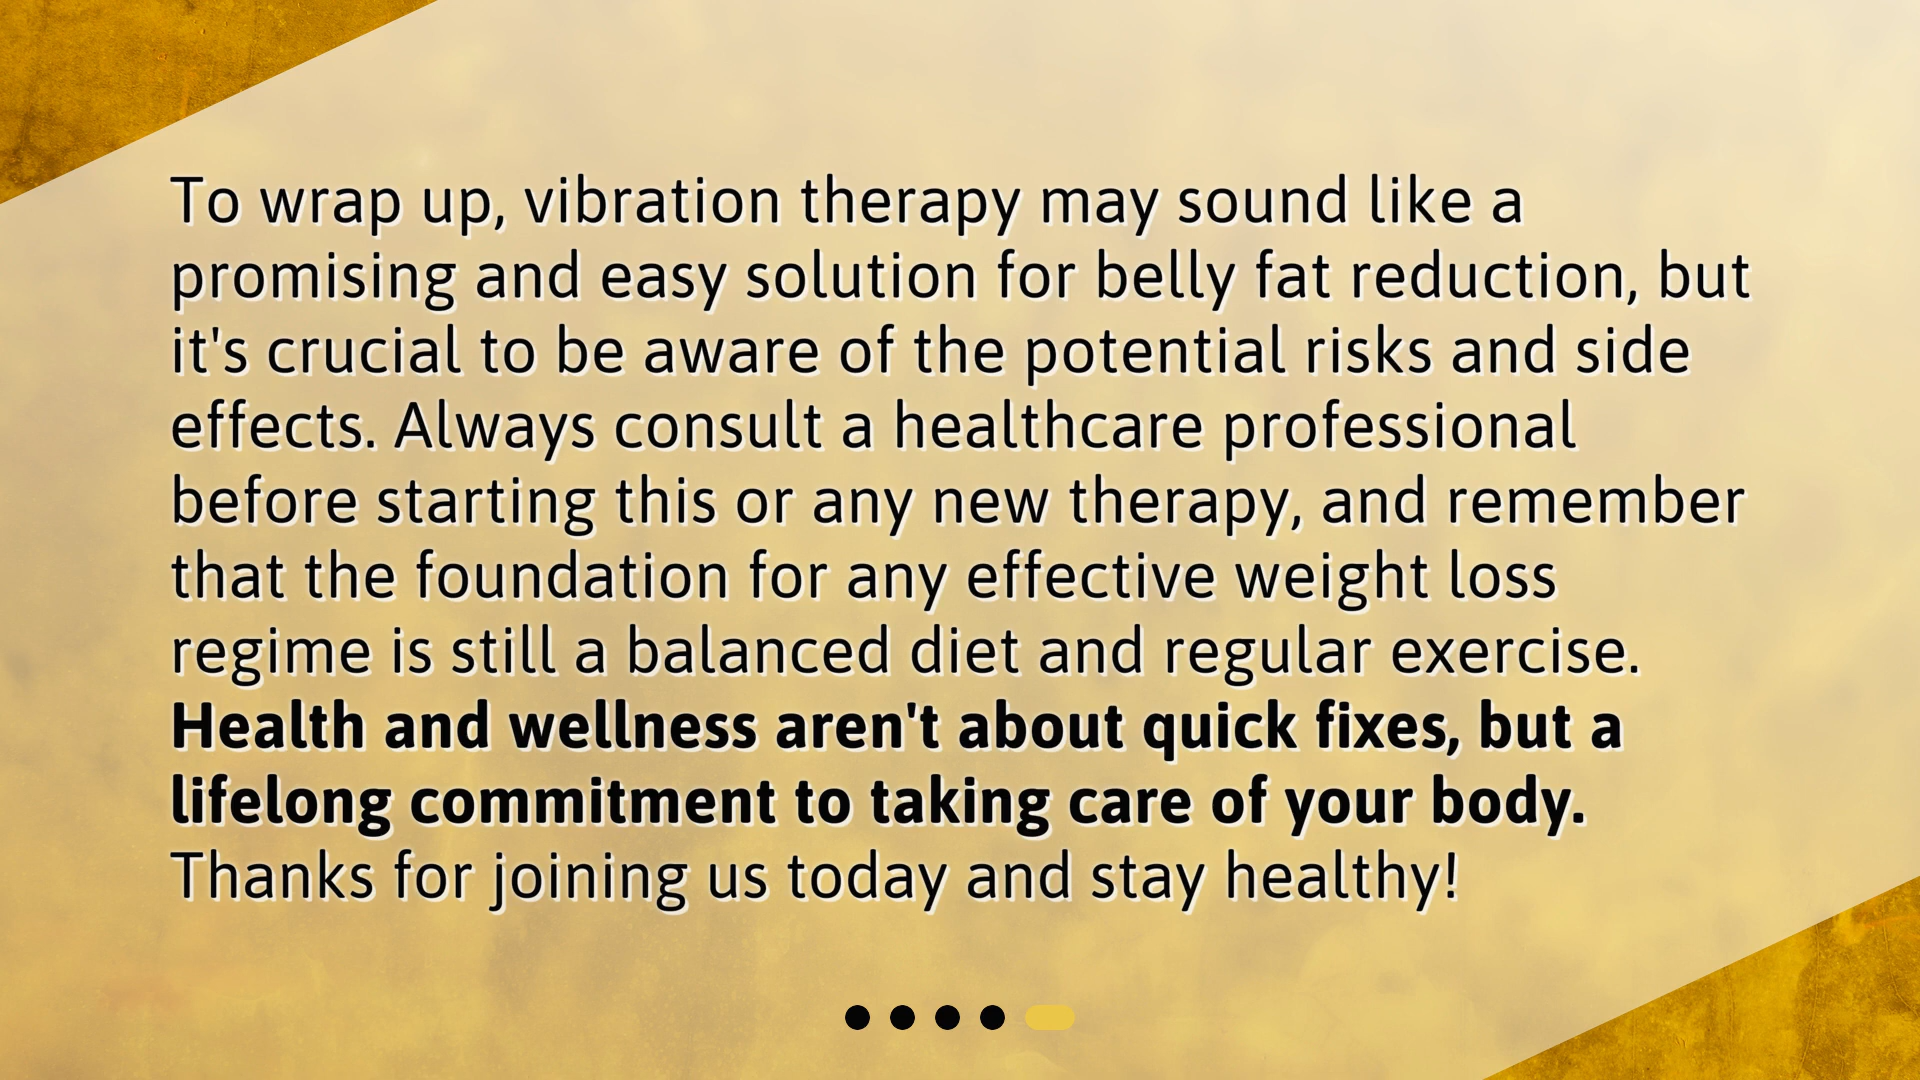 To wrap up, vibration therapy may sound like a
promising and easy solution for belly fat reduction, but
it's crucial to be aware of the potential risks and side
effects. Always consult a healthcare professional
before starting this or any new therapy, and remember
that the foundation for any effective weight loss
regime is still a balanced diet and regular exercise.
Health and wellness aren't about quick fixes, but a
lifelong commitment to taking care of your body.
Thanks for joining us today and stay healthy!